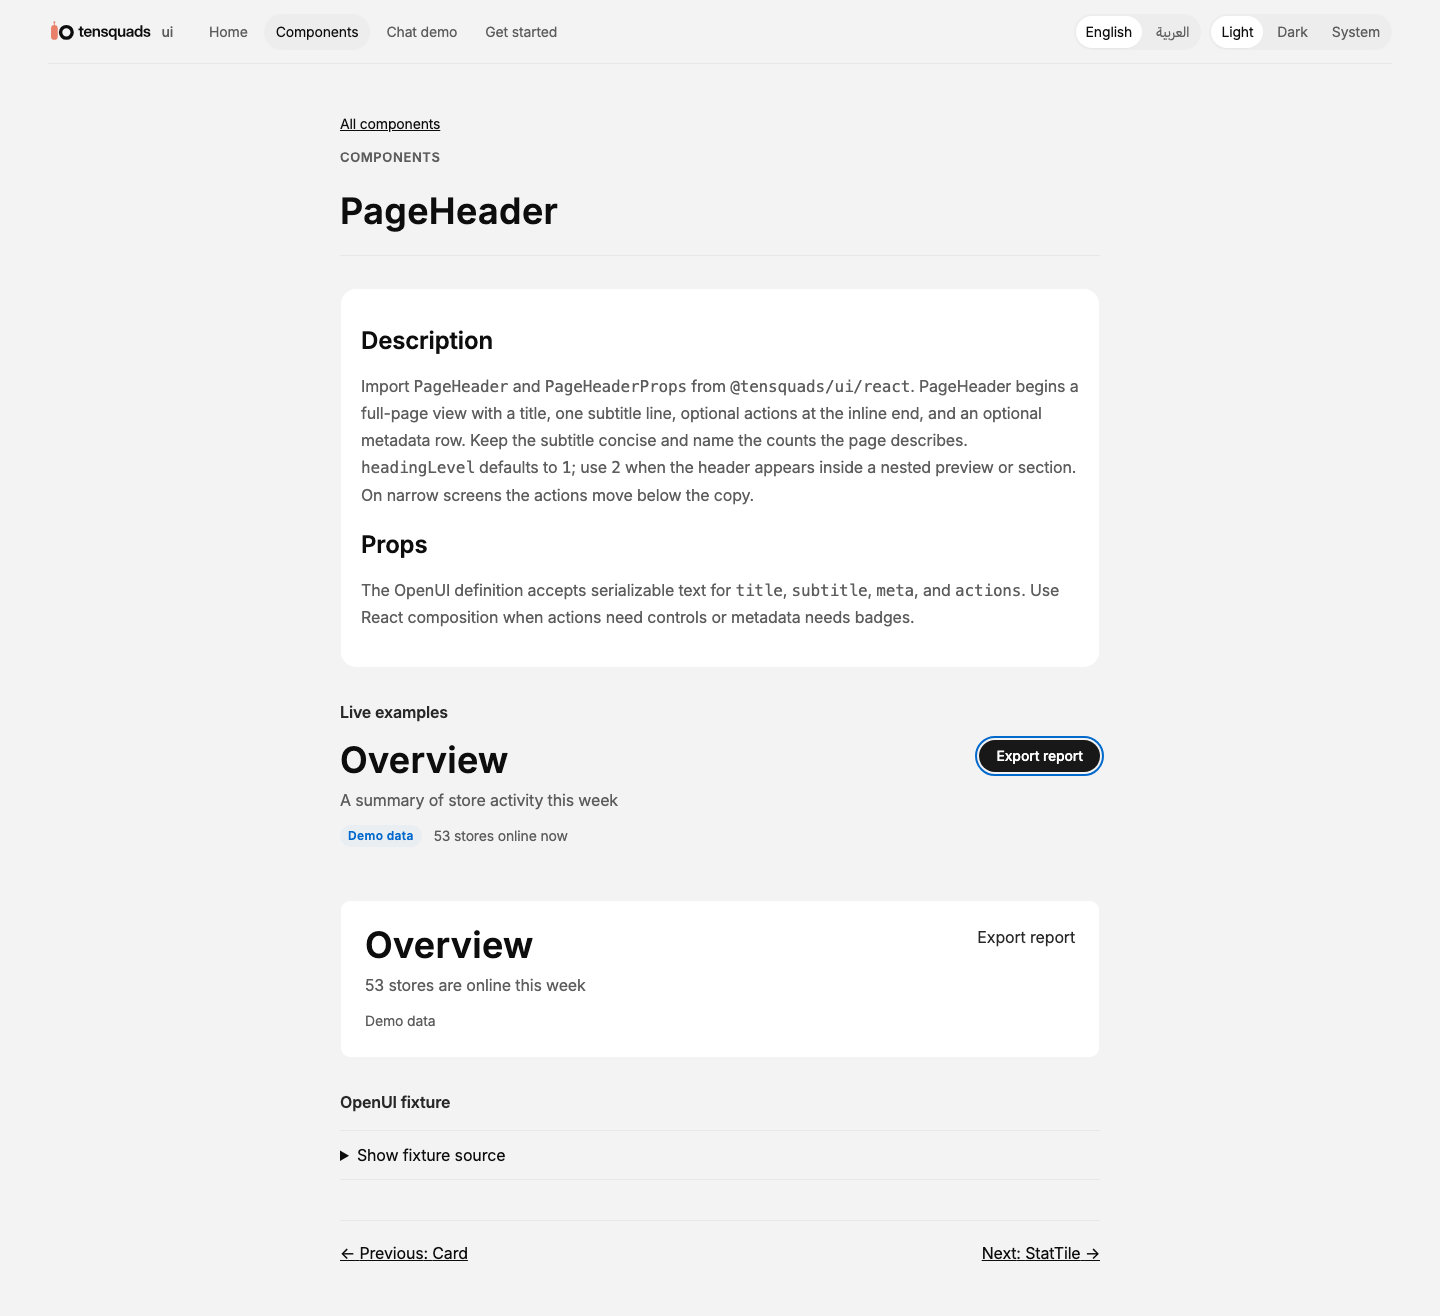 tensquads ui Home Components Chat demo Get started English العربية Light Dark System
All components
COMPONENTS
PageHeader
Description
Import PageHeader and PageHeaderProps from @tensquads/ui/react. PageHeader begins a
full-page view with a title, one subtitle line, optional actions at the inline end, and an optional
metadata row. Keep the subtitle concise and name the counts the page describes.
headingLevel defaults to 1; use 2 when the header appears inside a nested preview or section.
On narrow screens the actions move below the copy.
Props
The OpenUI definition accepts serializable text for title, subtitle, meta, and actions. Use
React composition when actions need controls or metadata needs badges.
Live examples
Overview Export report
A summary of store activity this week
Demo data 53 stores online now
Overview Export report
53 stores are online this week
Demo data
OpenUI fixture
▶ Show fixture source
← Previous: Card Next: StatTile →